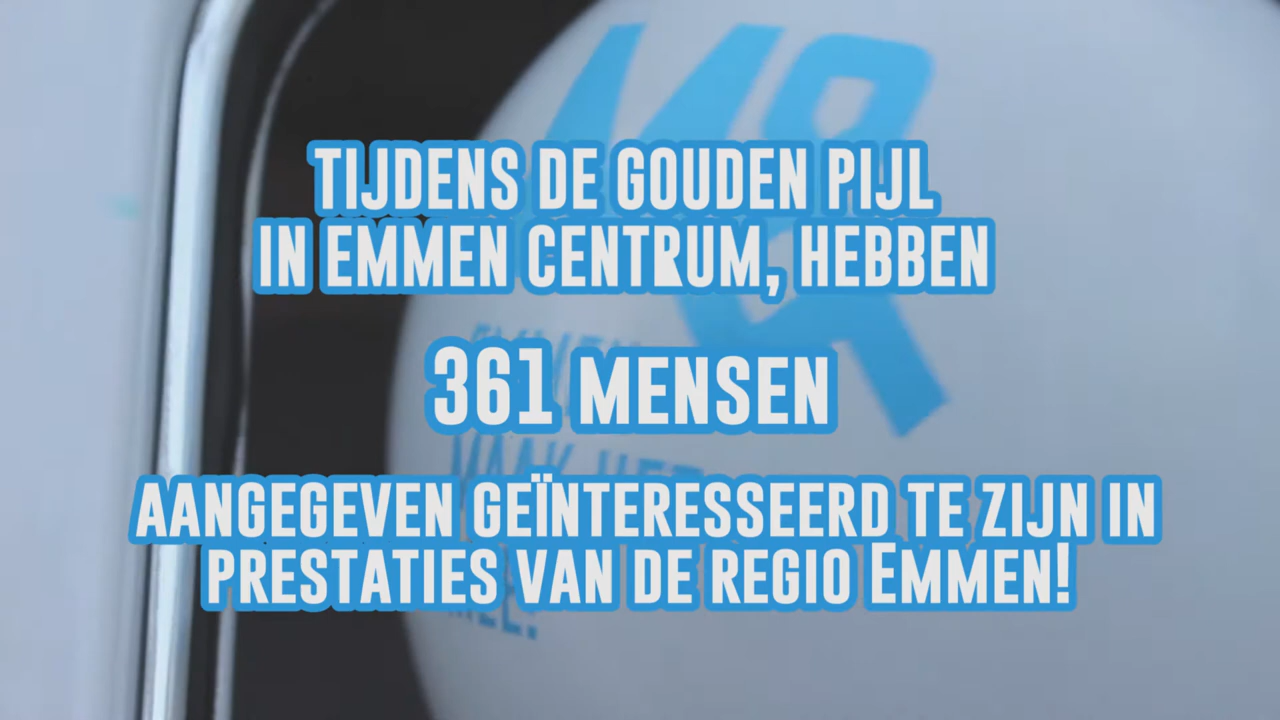 TIJDENS DE GOUDEN PIJL
IN EMMEN CENTRUM, HEBBEN
361 MENSEN
AANGEGEVEN GEÏNTERESSEERD TE ZIJN IN
PRESTATIES VAN DE REGIO EMMEN!